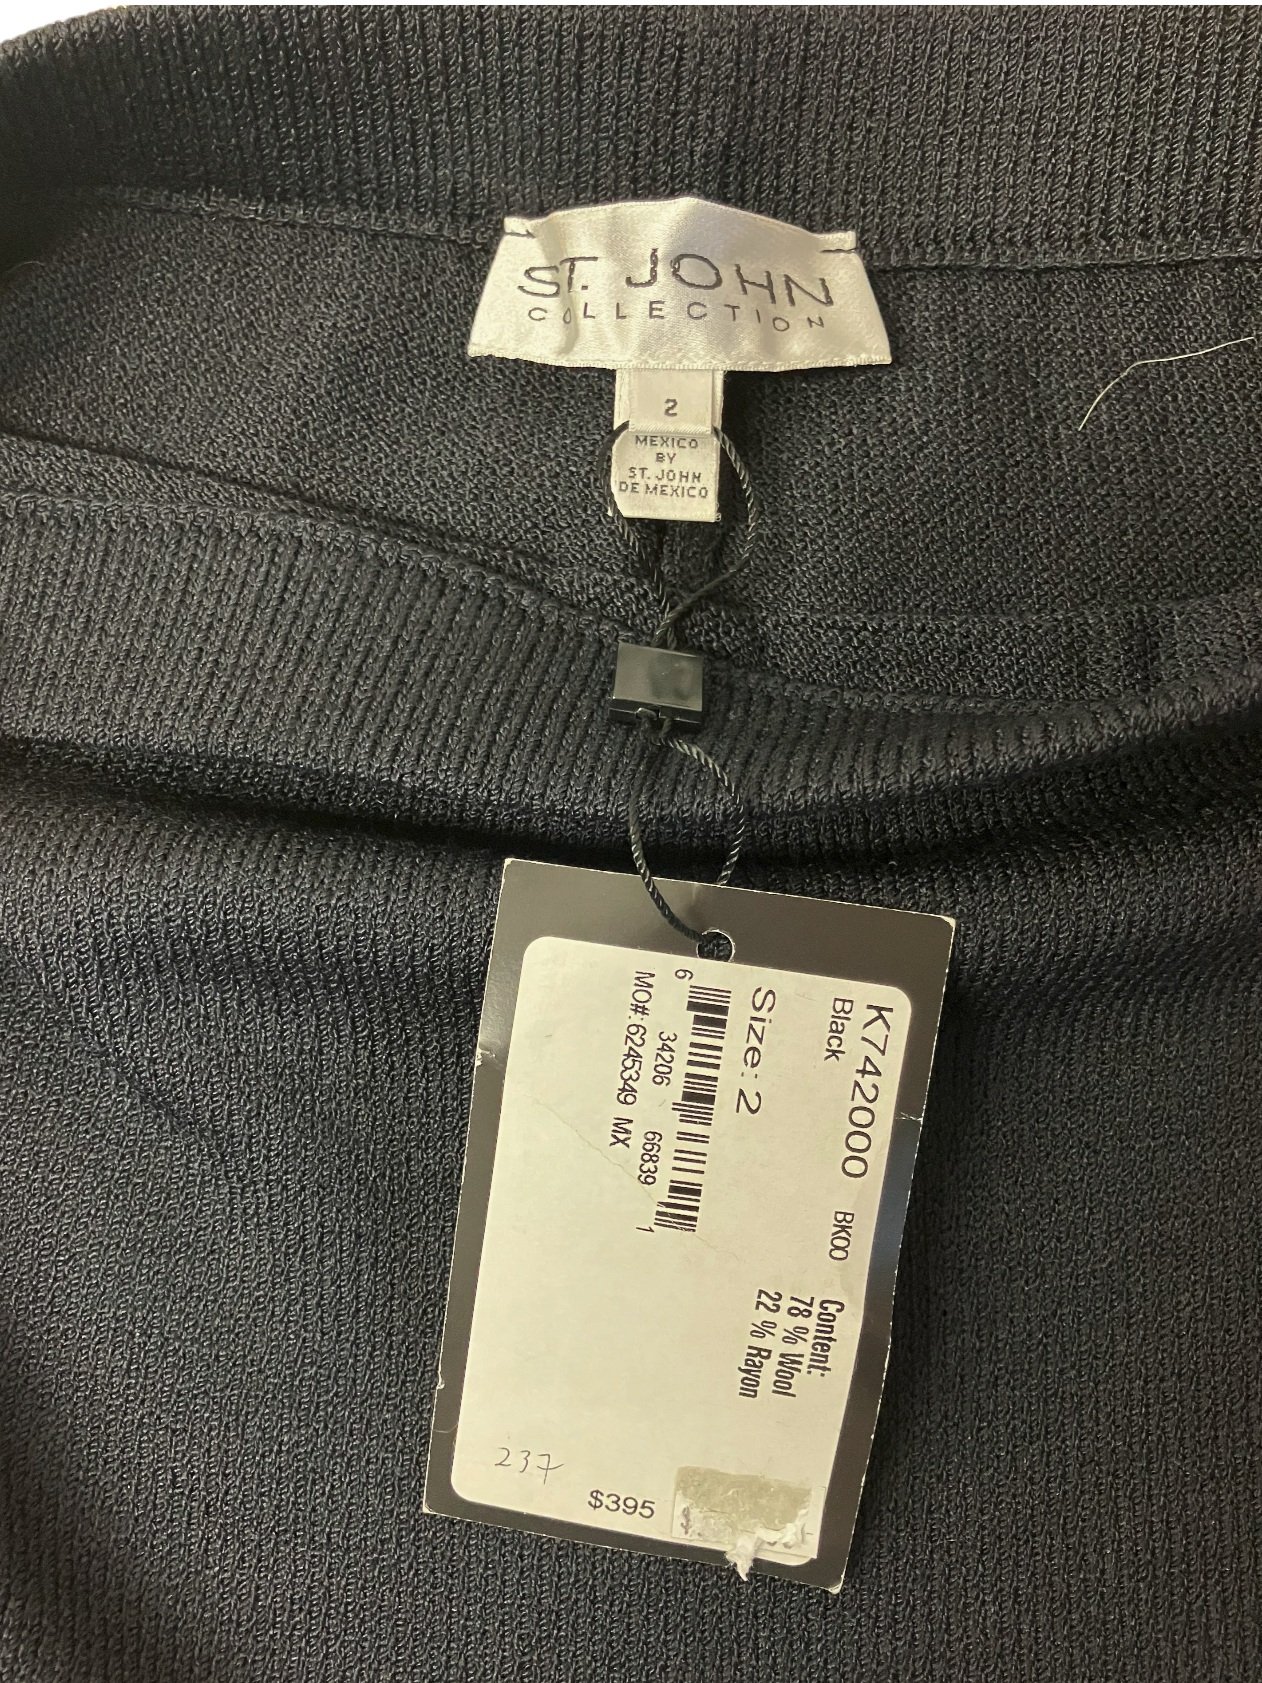 ST. JOHN
COLLECTION
2
MEXICO
BY
ST. JOHN
DE MEXICO
K742000 BK00
Black
Content:
78 % Wool
22 % Rayon
Size: 2
6 34206 66839 1
MO#: 6245349 MX
237
$395